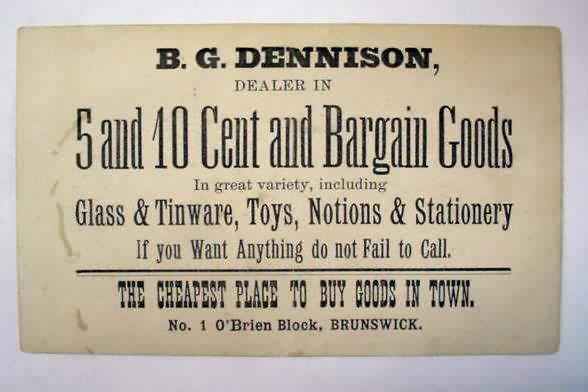 B. G. DENNISON,
DEALER IN
5 and 10 Cent and Bargain Goods
In great variety, including
Glass & Tinware, Toys, Notions & Stationery
If you Want Anything do not Fail to Call.
THE CHEAPEST PLACE TO BUY GOODS IN TOWN.
No. 1 O'Brien Block, BRUNSWICK.